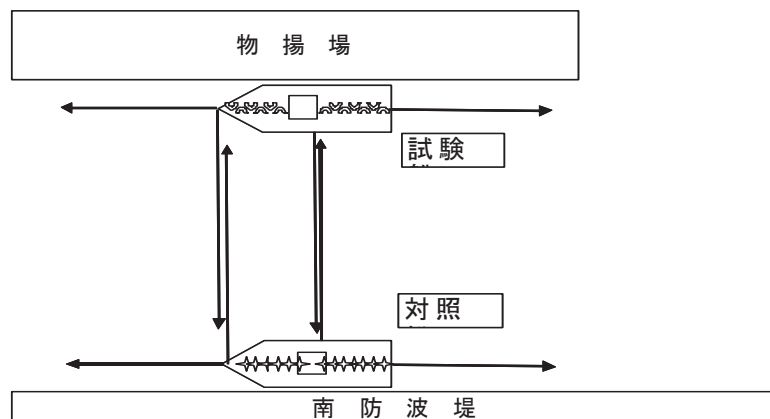 物 揚 場
試 験
対 照
南 防 波 堤